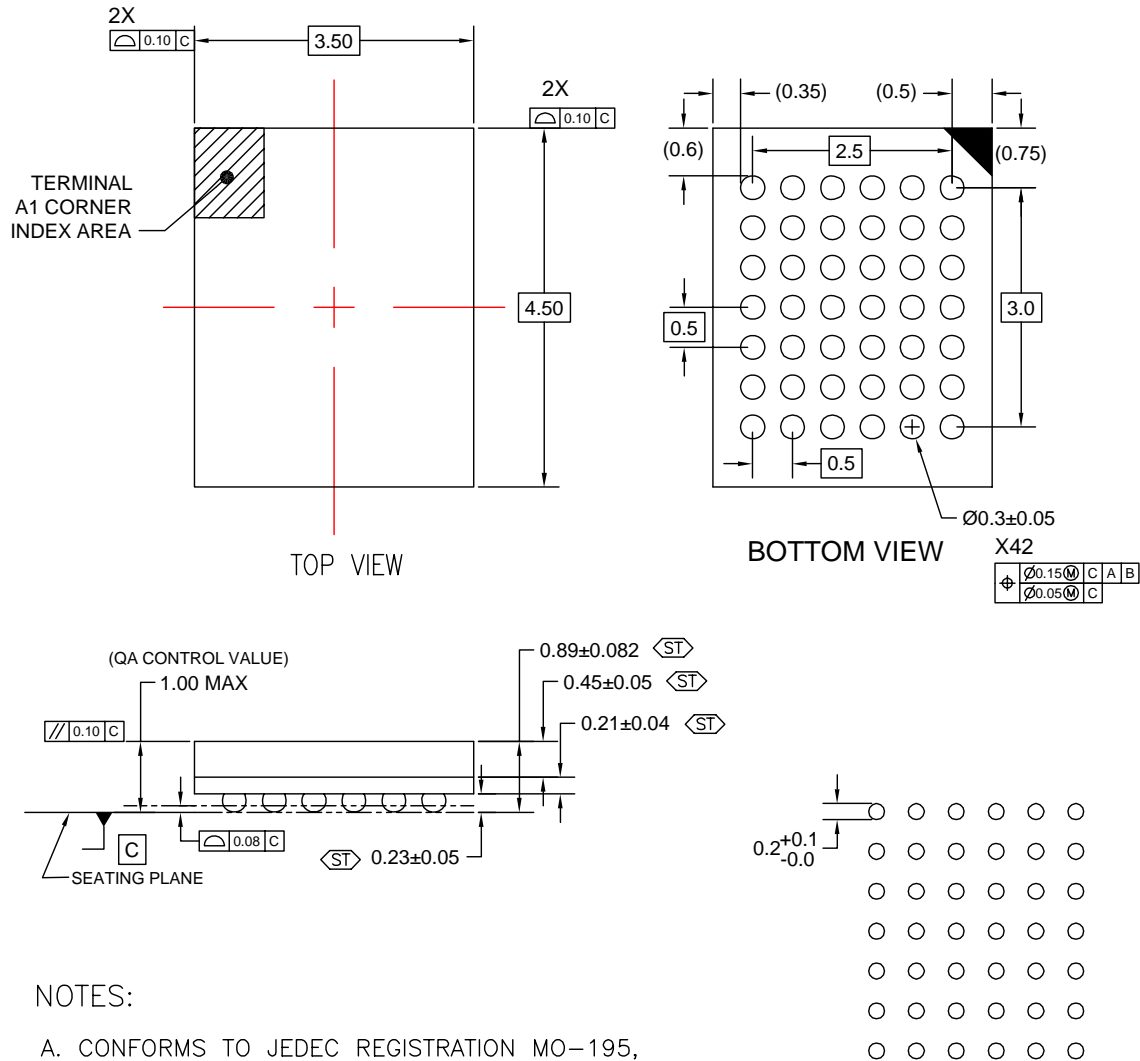 2X
⌓ 0.10 C
3.50
2X
⌓ 0.10 C
TERMINAL
A1 CORNER
INDEX AREA
4.50
TOP VIEW
(0.35)
(0.5)
(0.6)
2.5
(0.75)
0.5
3.0
0.5
Ø0.3±0.05
BOTTOM VIEW
X42
⌖ Ø0.15Ⓜ C A B
Ø0.05Ⓜ C
(QA CONTROL VALUE)
1.00 MAX
// 0.10 C
0.89±0.082 ST
0.45±0.05 ST
0.21±0.04 ST
C
⌓ 0.08 C
ST 0.23±0.05
SEATING PLANE
0.2+0.1
-0.0
NOTES:
A. CONFORMS TO JEDEC REGISTRATION MO-195,